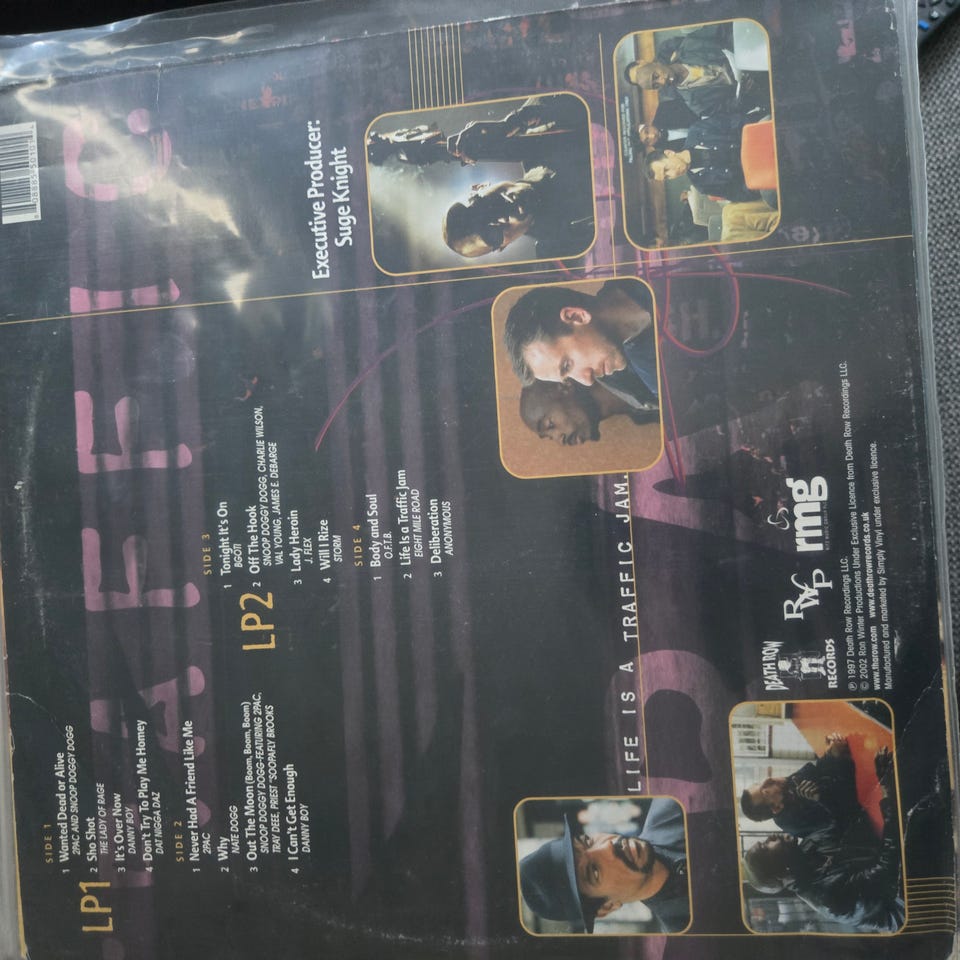 LP1
SIDE 1
1 Wanted Dead or Alive
2PAC AND SNOOP DOGGY DOGG
2 Sho Shot
THE LADY OF RAGE
3 It's Over Now
DANNY BOY
4 Don't Try To Play Me Homey
DAT NIGGA DAZ
SIDE 2
1 Never Had A Friend Like Me
2PAC
2 Why
NATE DOGG
3 Out The Moon (Boom, Boom, Boom)
SNOOP DOGGY DOGG-FEATURING 2PAC,
TRAY DEEE, PRIEST 'SOOPAFLY BROOKS
4 I Can't Get Enough
DANNY BOY
LP2
SIDE 3
1 Tonight It's On
BGOTI
2 Off The Hook
SNOOP DOGGY DOGG, CHARLIE WILSON,
VAL YOUNG, JAMES E. DEBARGE
3 Lady Heroin
J. FLEX
4 Will I Rize
STORM
SIDE 4
1 Body and Soul
O.F.T.B.
2 Life Is a Traffic Jam
EIGHT MILE ROAD
3 Deliberation
ANONYMOUS
Executive Producer:
Suge Knight
LIFE IS A TRAFFIC JAM.
DEATH ROW
RECORDS
RWP
rmg
℗ 1997 Death Row Recordings LLC.
© 2002 Ron Winter Productions Under Exclusive Licence from Death Row Recordings LLC.
www.tharow.com www.deathrowrecords.co.uk
Manufactured and marketed by Simply Vinyl under exclusive licence.